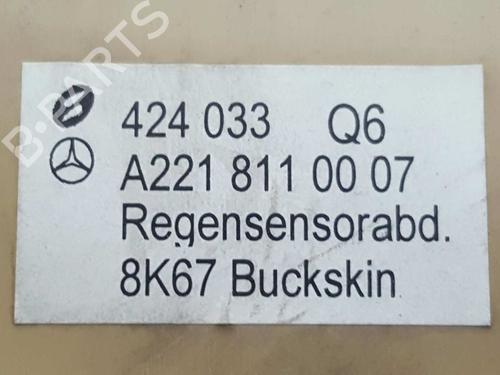 B-PARTS
424 033 Q6
A221 811 00 07
Regensensorabd.
8K67 Buckskin